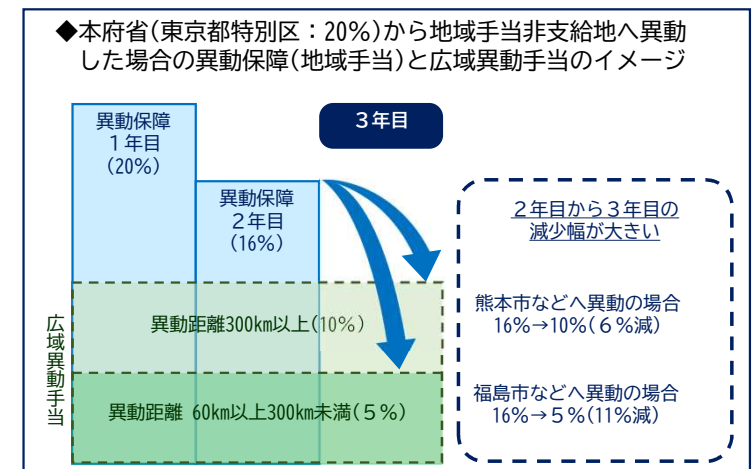 ◆本府省(東京都特別区：20%)から地域手当非支給地へ異動
した場合の異動保障(地域手当)と広域異動手当のイメージ
異動保障
１年目
(20%)
３年目
異動保障
２年目
(16%)
２年目から３年目の
減少幅が大きい
熊本市などへ異動の場合
16%→10%(６%減)
福島市などへ異動の場合
16%→５%(11%減)
広域異動手当
異動距離300km以上(10%)
異動距離 60km以上300km未満(５%)